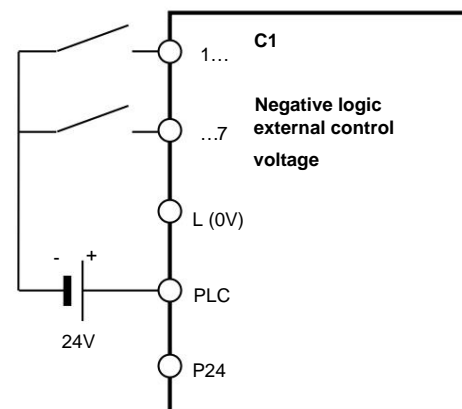 1...
C1
...7
Negative logic
external control
voltage
L (0V)
- +
PLC
24V
P24